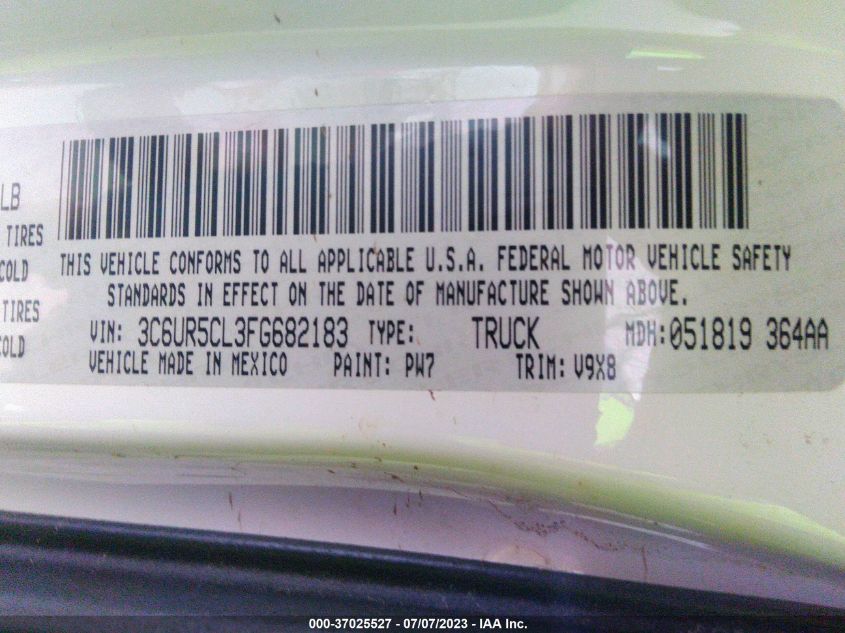 LB
TIRES
COLD
TIRES
COLD
THIS VEHICLE CONFORMS TO ALL APPLICABLE U.S.A. FEDERAL MOTOR VEHICLE SAFETY
STANDARDS IN EFFECT ON THE DATE OF MANUFACTURE SHOWN ABOVE.
VIN: 3C6UR5CL3FG682183 TYPE: TRUCK MDH:051819 364AA
VEHICLE MADE IN MEXICO PAINT: PW7 TRIM: V9X8
000-37025527 - 07/07/2023 - IAA Inc.